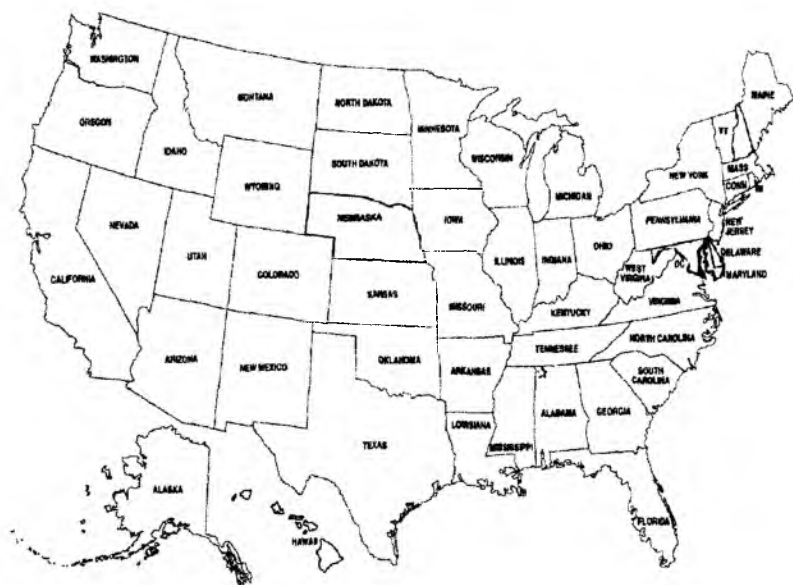 WASHINGTON
MONTANA
NORTH DAKOTA
MINNESOTA
MAINE
OREGON
IDAHO
SOUTH DAKOTA
WISCONSIN
MICHIGAN
VT
NEW YORK
MASS
CONN
RI
WYOMING
NEBRASKA
IOWA
PENNSYLVANIA
NEW
JERSEY
NEVADA
UTAH
COLORADO
ILLINOIS
INDIANA
OHIO
DELAWARE
MARYLAND
DC
WEST
VIRGINIA
CALIFORNIA
KANSAS
MISSOURI
KENTUCKY
VIRGINIA
ARIZONA
NEW MEXICO
OKLAHOMA
ARKANSAS
TENNESSEE
NORTH CAROLINA
SOUTH
CAROLINA
TEXAS
LOUISIANA
MISSISSIPPI
ALABAMA
GEORGIA
ALASKA
HAWAII
FLORIDA